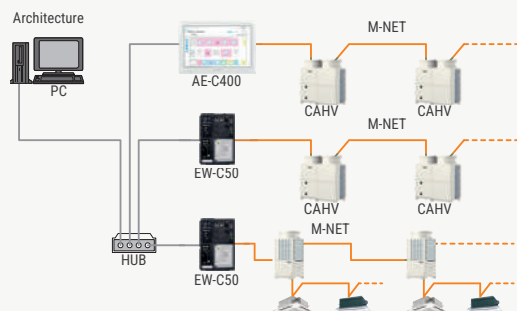 Architecture
PC
AE-C400
M-NET
CAHV
CAHV
EW-C50
M-NET
CAHV
CAHV
HUB
EW-C50
M-NET